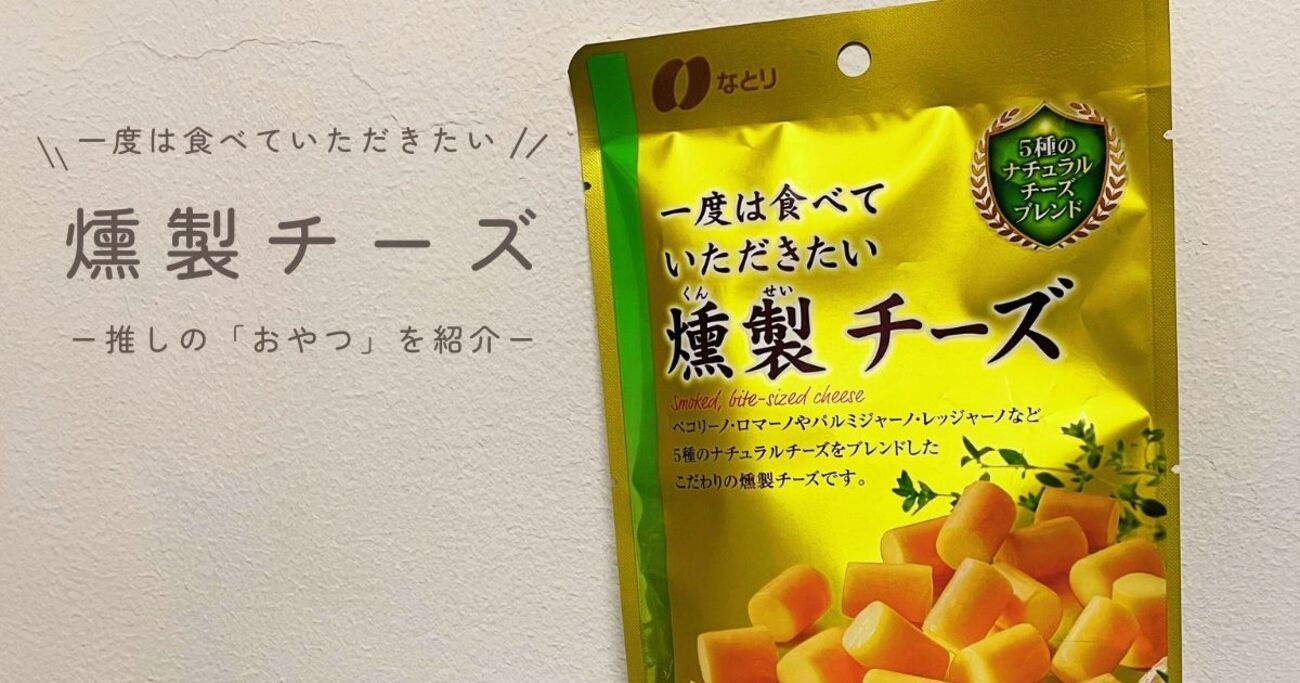 \\ 一度は食べていただきたい //
燻製チーズ
－推しの「おやつ」を紹介－
なとり
5種の
ナチュラル
チーズ
ブレンド
一度は食べて
いただきたい
くん せい
燻製チーズ
smoked, bite-sized cheese
ペコリーノ・ロマーノやパルミジャーノ・レッジャーノなど
5種のナチュラルチーズをブレンドした
こだわりの燻製チーズです。